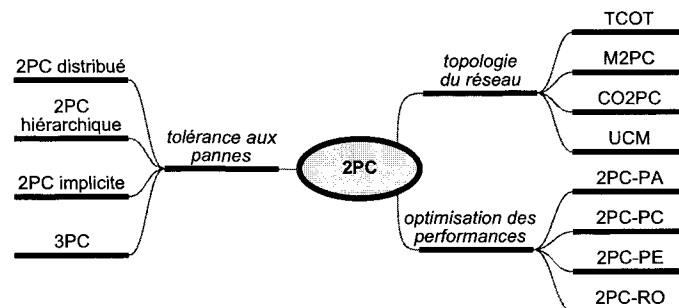 2PC distribué
2PC
hiérarchique
2PC implicite
3PC
tolérance aux
pannes
2PC
topologie
du réseau
TCOT
M2PC
CO2PC
UCM
optimisation des
performances
2PC-PA
2PC-PC
2PC-PE
2PC-RO